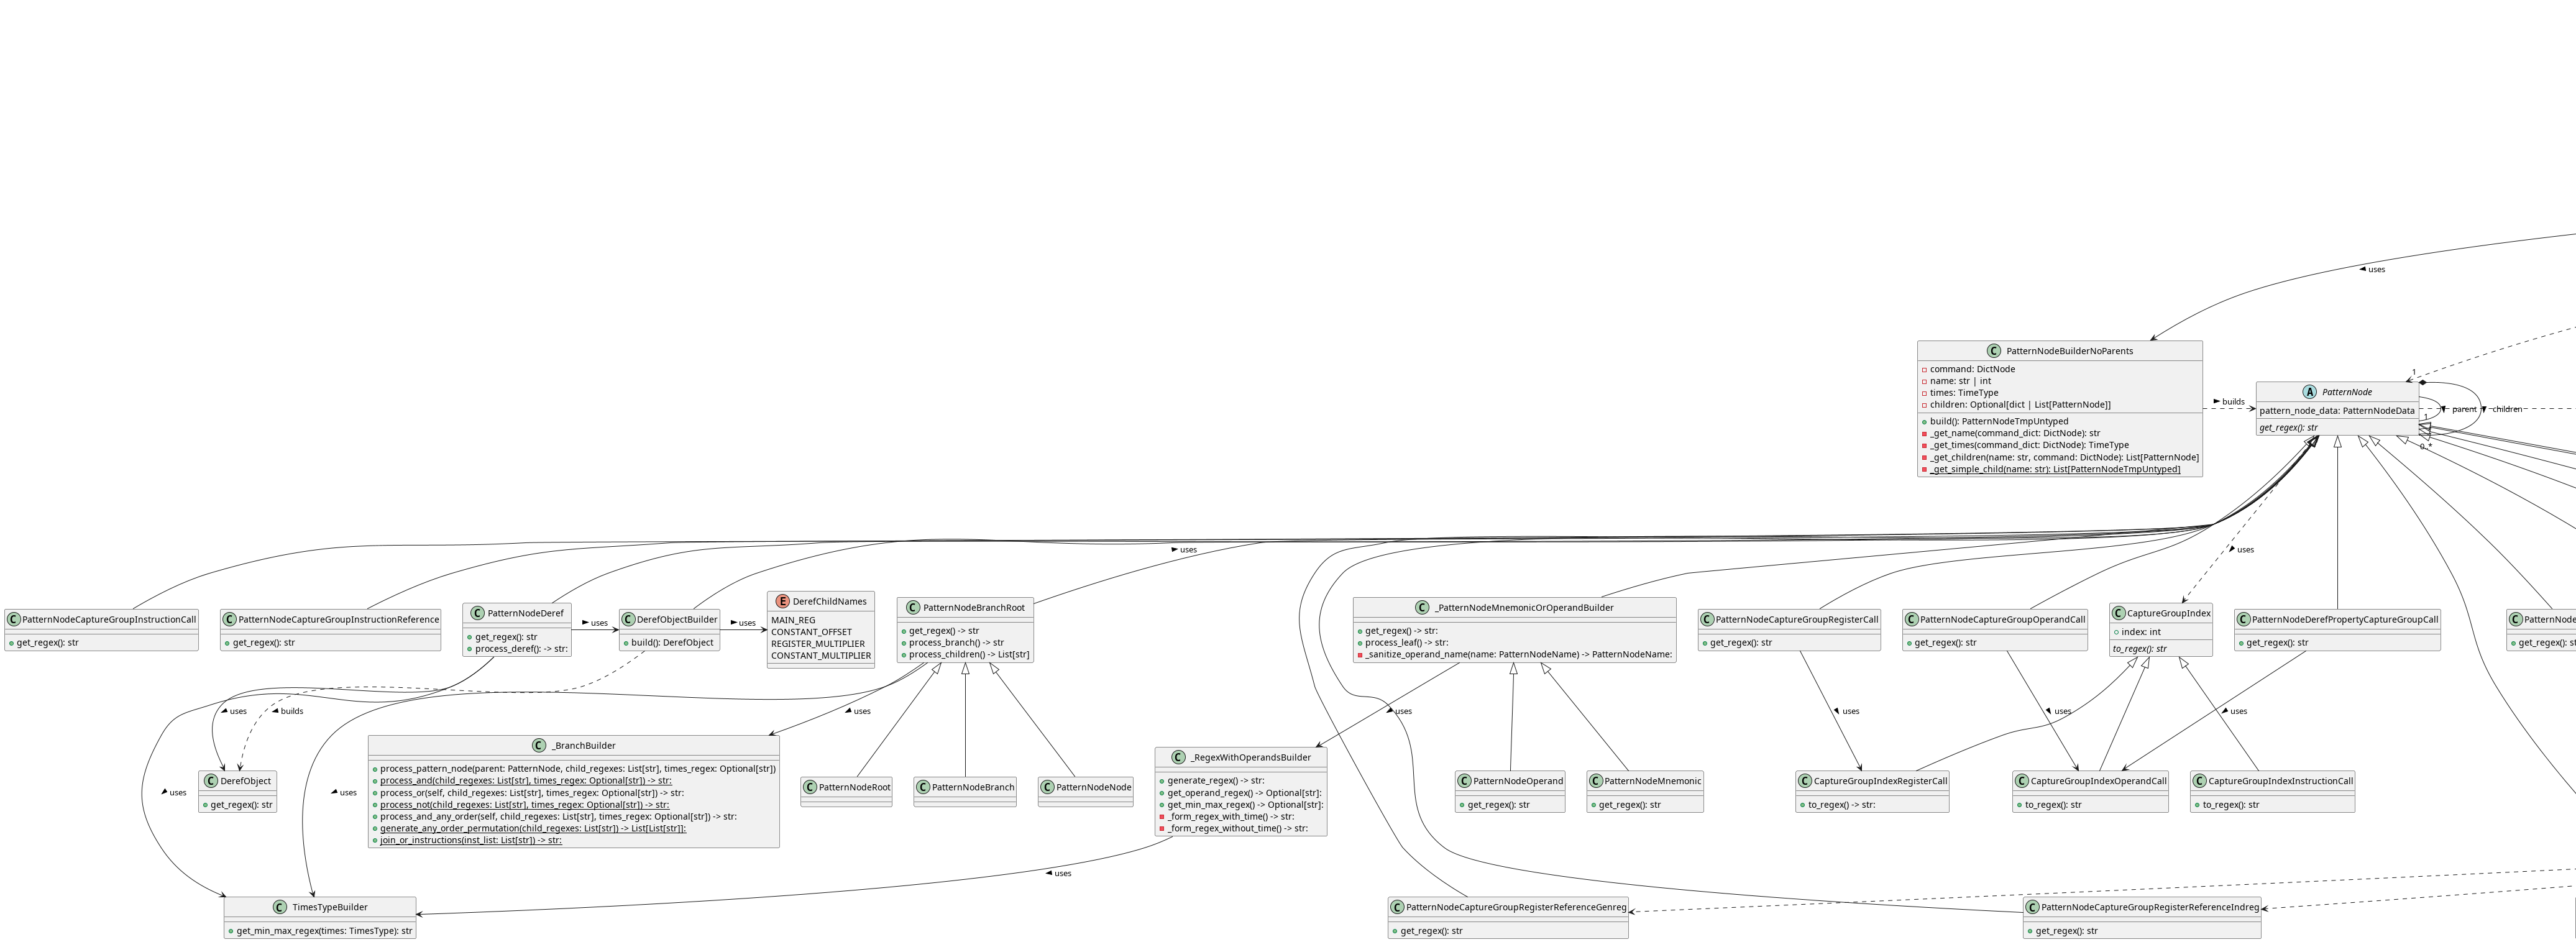 uses
C PatternNodeBuilderNoParents
command: DictNode
name: str | int
times: TimeType
children: Optional[dict | List[PatternNode]]
build(): PatternNodeTmpUntyped
_get_name(command_dict: DictNode): str
_get_times(command_dict: DictNode): TimeType
_get_children(name: str, command: DictNode): List[PatternNode]
_get_simple_child(name: str): List[PatternNodeTmpUntyped]
builds
1
A PatternNode
pattern_node_data: PatternNodeData
get_regex(): str
1
parent
children
0..*
uses
uses
C PatternNodeCaptureGroupInstructionCall
get_regex(): str
C PatternNodeCaptureGroupInstructionReference
get_regex(): str
C PatternNodeDeref
get_regex(): str
process_deref(): -> str:
uses
C DerefObjectBuilder
build(): DerefObject
uses
E DerefChildNames
MAIN_REG
CONSTANT_OFFSET
REGISTER_MULTIPLIER
CONSTANT_MULTIPLIER
C PatternNodeBranchRoot
get_regex() -> str
process_branch() -> str
process_children() -> List[str]
C _PatternNodeMnemonicOrOperandBuilder
get_regex() -> str:
process_leaf() -> str:
_sanitize_operand_name(name: PatternNodeName) -> PatternNodeName:
C PatternNodeCaptureGroupRegisterCall
get_regex(): str
C PatternNodeCaptureGroupOperandCall
get_regex(): str
C CaptureGroupIndex
index: int
to_regex(): str
C PatternNodeDerefPropertyCaptureGroupCall
get_regex(): str
C PatternNode
get_regex(): st
uses
builds
uses
uses
uses
uses
uses
C DerefObject
get_regex(): str
C _BranchBuilder
process_pattern_node(parent: PatternNode, child_regexes: List[str], times_regex: Optional[str])
process_and(child_regexes: List[str], times_regex: Optional[str]) -> str:
process_or(self, child_regexes: List[str], times_regex: Optional[str]) -> str:
process_not(child_regexes: List[str], times_regex: Optional[str]) -> str:
process_and_any_order(self, child_regexes: List[str], times_regex: Optional[str]) -> str:
generate_any_order_permutation(child_regexes: List[str]) -> List[List[str]]:
join_or_instructions(inst_list: List[str]) -> str:
C PatternNodeRoot
C PatternNodeBranch
C PatternNodeNode
C _RegexWithOperandsBuilder
generate_regex() -> str:
get_operand_regex() -> Optional[str]:
get_min_max_regex() -> Optional[str]:
_form_regex_with_time() -> str:
_form_regex_without_time() -> str:
C PatternNodeOperand
get_regex(): str
C PatternNodeMnemonic
get_regex(): str
C CaptureGroupIndexRegisterCall
to_regex() -> str:
C CaptureGroupIndexOperandCall
to_regex(): str
C CaptureGroupIndexInstructionCall
to_regex(): str
uses
uses
uses
C TimesTypeBuilder
get_min_max_regex(times: TimesType): str
C PatternNodeCaptureGroupRegisterReferenceGenreg
get_regex(): str
C PatternNodeCaptureGroupRegisterReferenceIndreg
get_regex(): str